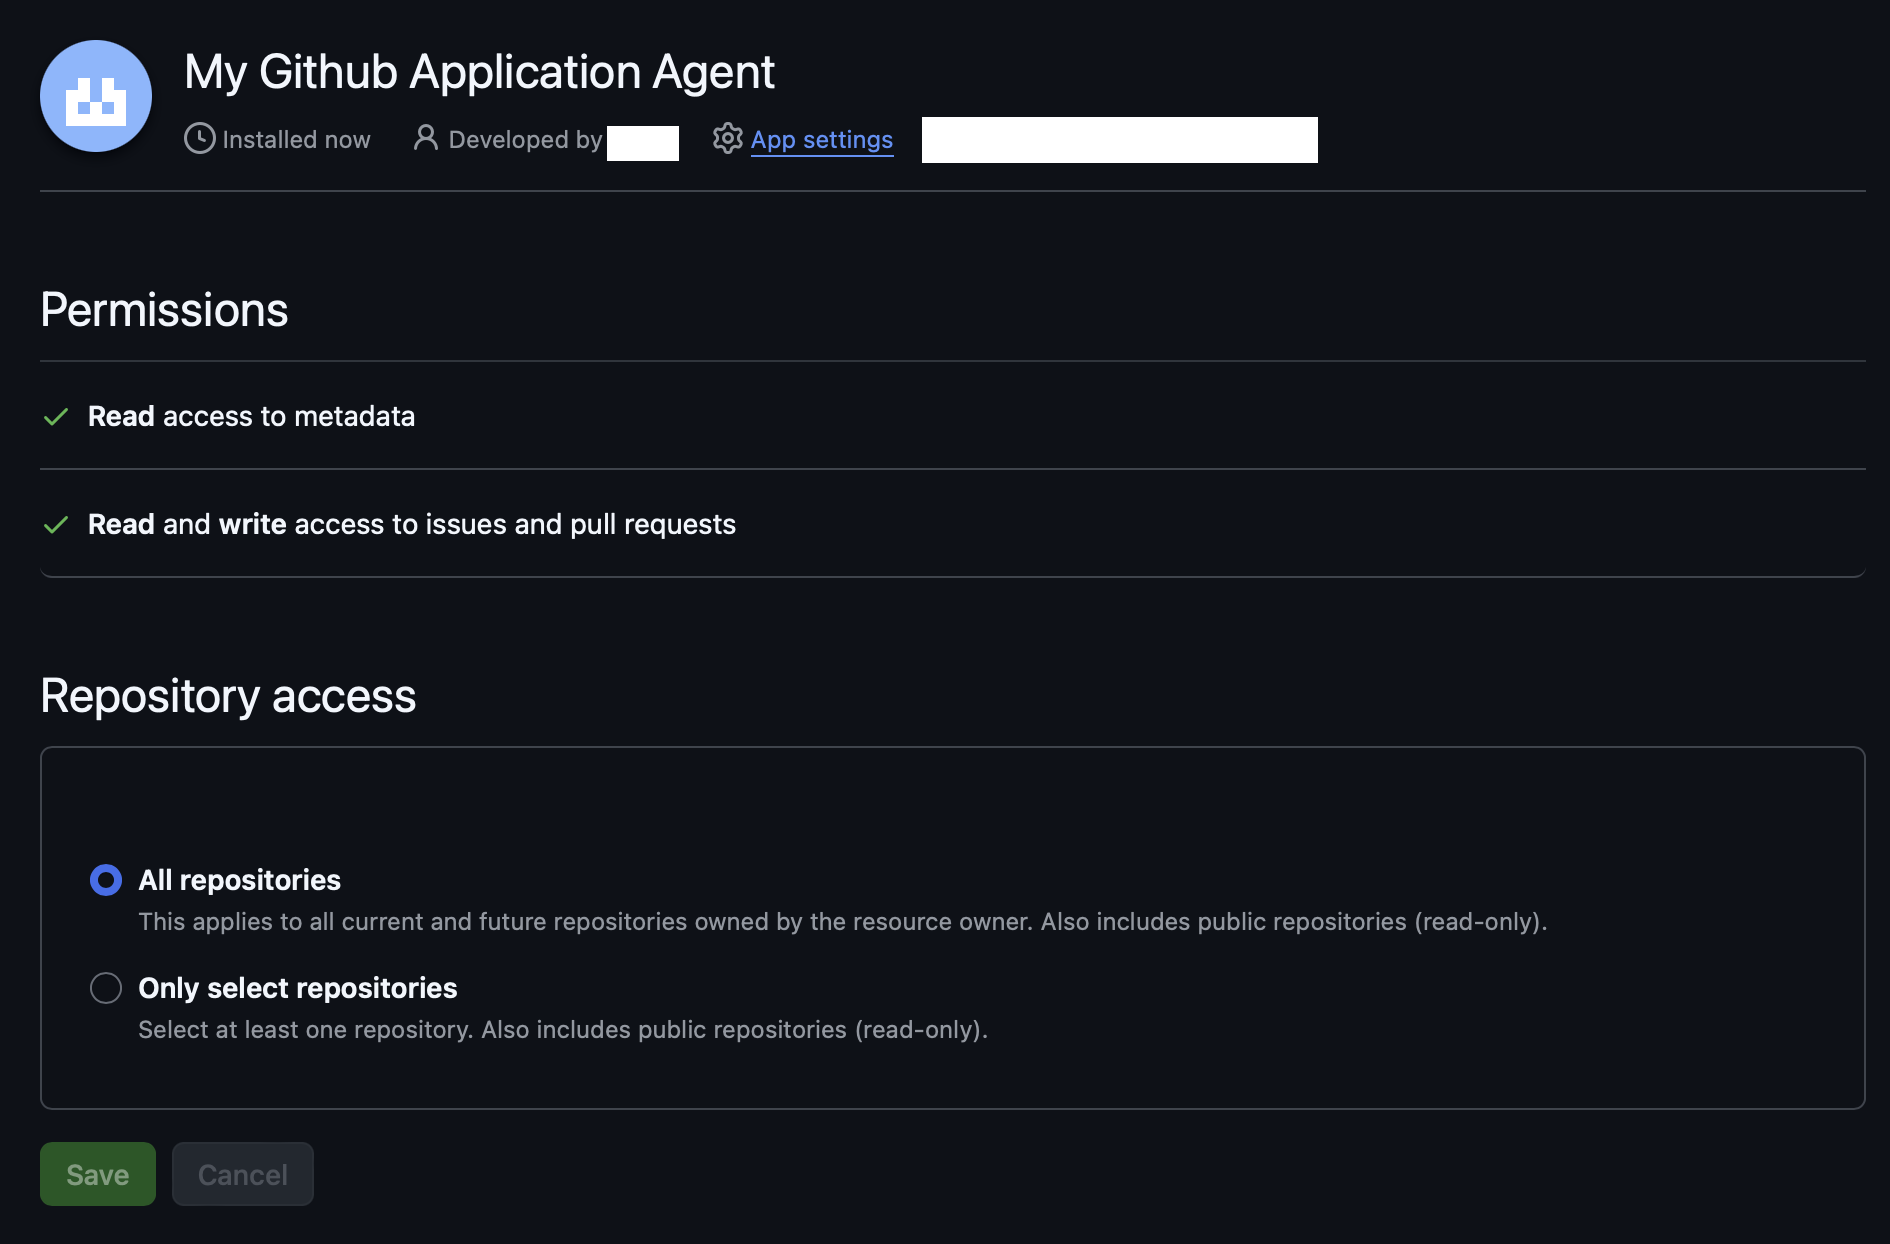 My Github Application Agent
Installed now Developed by App settings
Permissions
Read access to metadata
Read and write access to issues and pull requests
Repository access
All repositories
This applies to all current and future repositories owned by the resource owner. Also includes public repositories (read-only).
Only select repositories
Select at least one repository. Also includes public repositories (read-only).
Save Cancel